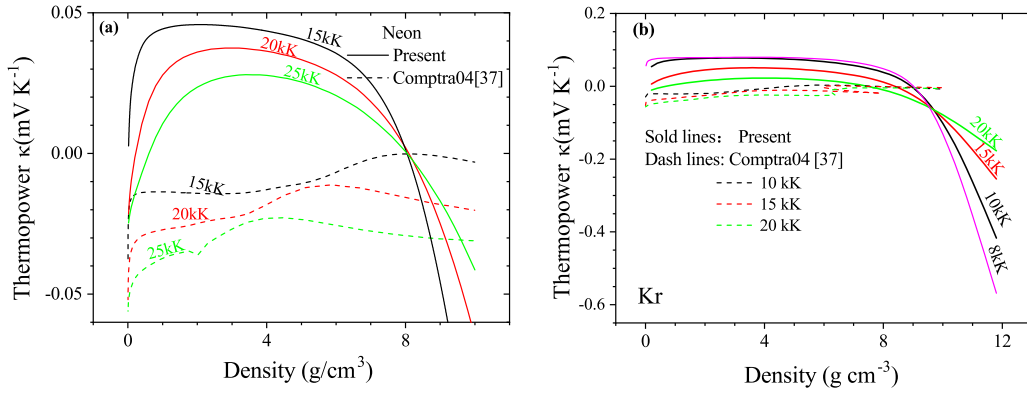 (a)
Neon
Present
Comptra04[37]
15kK
20kK
25kK
15kK
20kK
25kK
0.05
0.00
-0.05
Thermopower κ(mV K-1)
0
4
8
Density (g/cm3)
(b)
0.2
0.0
-0.2
-0.4
-0.6
Thermopower κ(mV K-1)
Sold lines: Present
Dash lines: Comptra04 [37]
10 kK
15 kK
20 kK
20kK
15kK
10kK
8kK
Kr
0
3
6
9
12
Density (g cm-3)